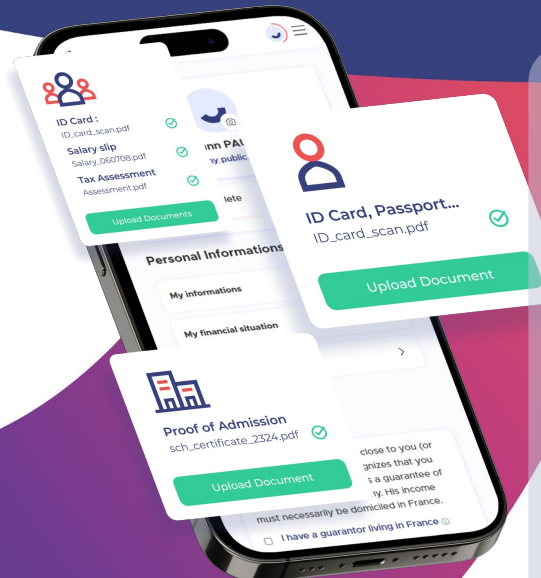 ID Card :
ID_card_scan.pdf
Salary slip
Salary_060708.pdf
Tax Assessment
Assessment.pdf
Upload Documents
public
ID Card, Passport...
ID_card_scan.pdf
Upload Document
Personal Informations
My informations
My financial situation
Proof of Admission
sch_certificate_2324.pdf
Upload Document
close to you (or
that you
s a guarantee of
His income
must necessarily be domiciled in France.
I have a guarantor living in France